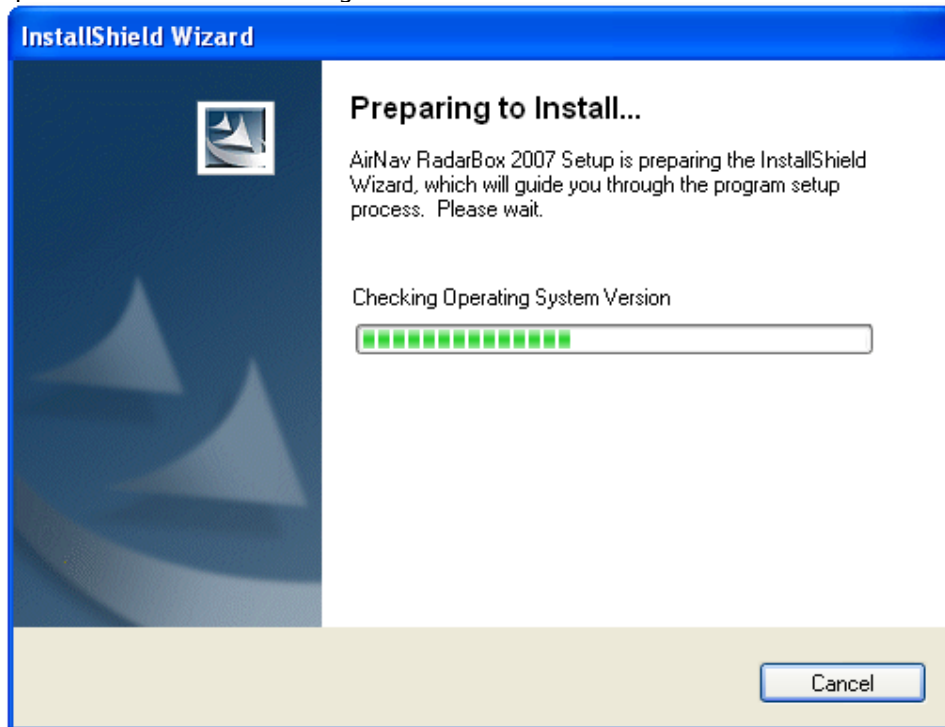 InstallShield Wizard
Preparing to Install...
AirNav RadarBox 2007 Setup is preparing the InstallShield
Wizard, which will guide you through the program setup
process.  Please wait.
Checking Operating System Version
Cancel